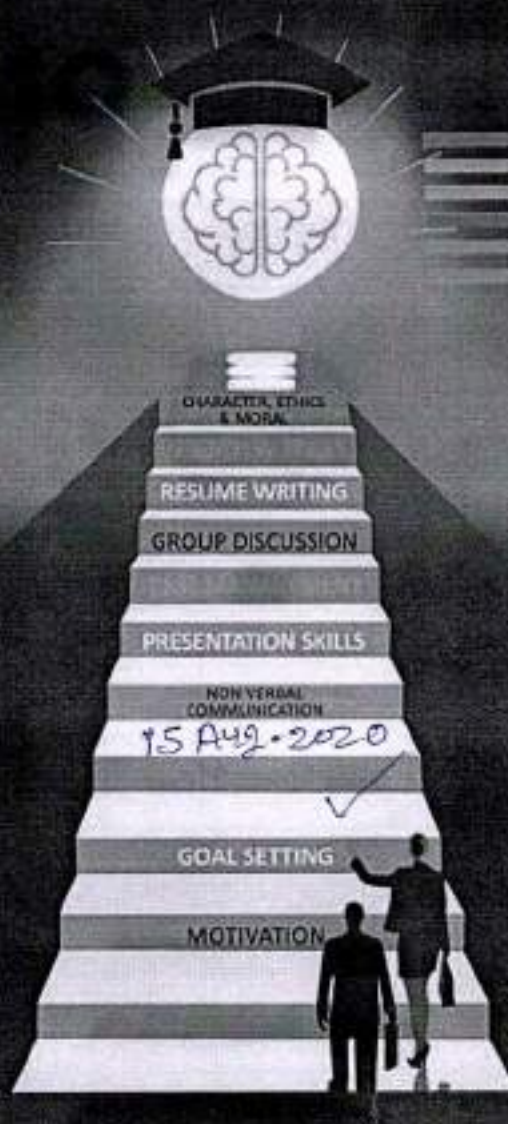 CHARACTER, ETHICS
& MORAL
RESUME WRITING
GROUP DISCUSSION
PRESENTATION SKILLS
NON VERBAL
COMMUNICATION
15 Aug. 2020
GOAL SETTING
MOTIVATION